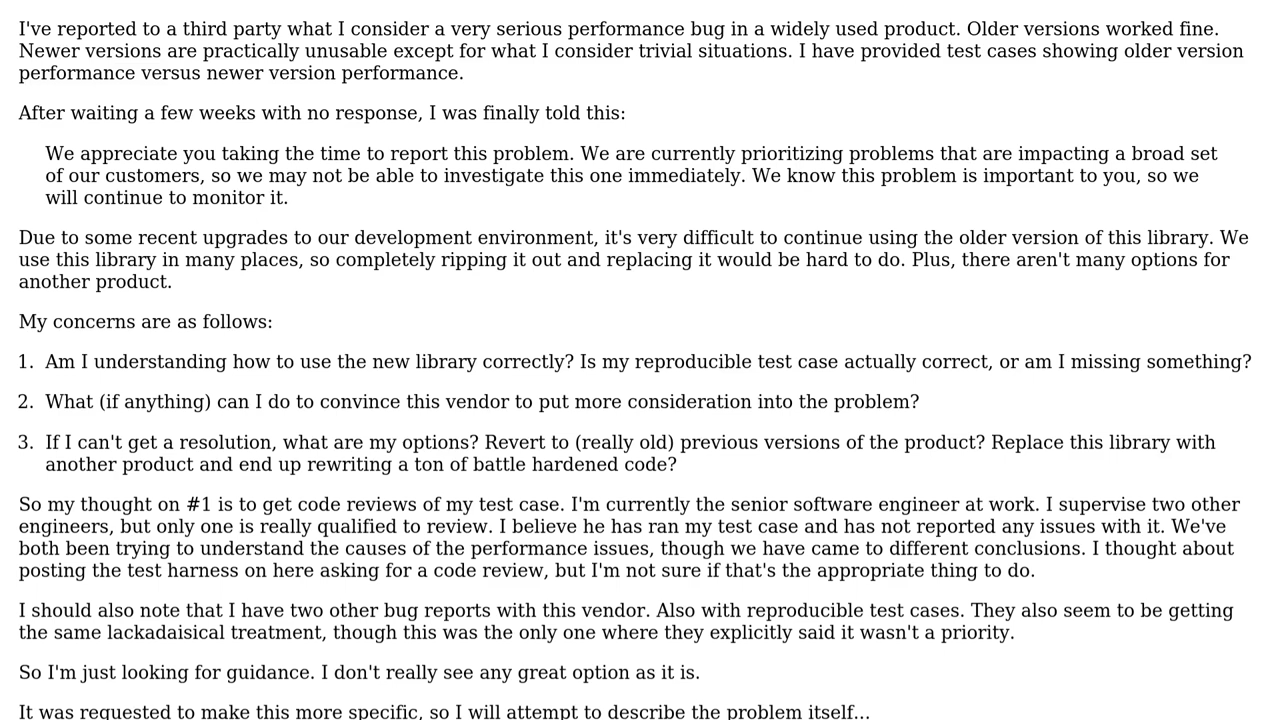 I've reported to a third party what I consider a very serious performance bug in a widely used product. Older versions worked fine.
Newer versions are practically unusable except for what I consider trivial situations. I have provided test cases showing older version
performance versus newer version performance.
After waiting a few weeks with no response, I was finally told this:
We appreciate you taking the time to report this problem. We are currently prioritizing problems that are impacting a broad set
of our customers, so we may not be able to investigate this one immediately. We know this problem is important to you, so we
will continue to monitor it.
Due to some recent upgrades to our development environment, it's very difficult to continue using the older version of this library. We
use this library in many places, so completely ripping it out and replacing it would be hard to do. Plus, there aren't many options for
another product.
My concerns are as follows:
1. Am I understanding how to use the new library correctly? Is my reproducible test case actually correct, or am I missing something?
2. What (if anything) can I do to convince this vendor to put more consideration into the problem?
3. If I can't get a resolution, what are my options? Revert to (really old) previous versions of the product? Replace this library with
another product and end up rewriting a ton of battle hardened code?
So my thought on #1 is to get code reviews of my test case. I'm currently the senior software engineer at work. I supervise two other
engineers, but only one is really qualified to review. I believe he has ran my test case and has not reported any issues with it. We've
both been trying to understand the causes of the performance issues, though we have came to different conclusions. I thought about
posting the test harness on here asking for a code review, but I'm not sure if that's the appropriate thing to do.
I should also note that I have two other bug reports with this vendor. Also with reproducible test cases. They also seem to be getting
the same lackadaisical treatment, though this was the only one where they explicitly said it wasn't a priority.
So I'm just looking for guidance. I don't really see any great option as it is.
It was requested to make this more specific, so I will attempt to describe the problem itself...